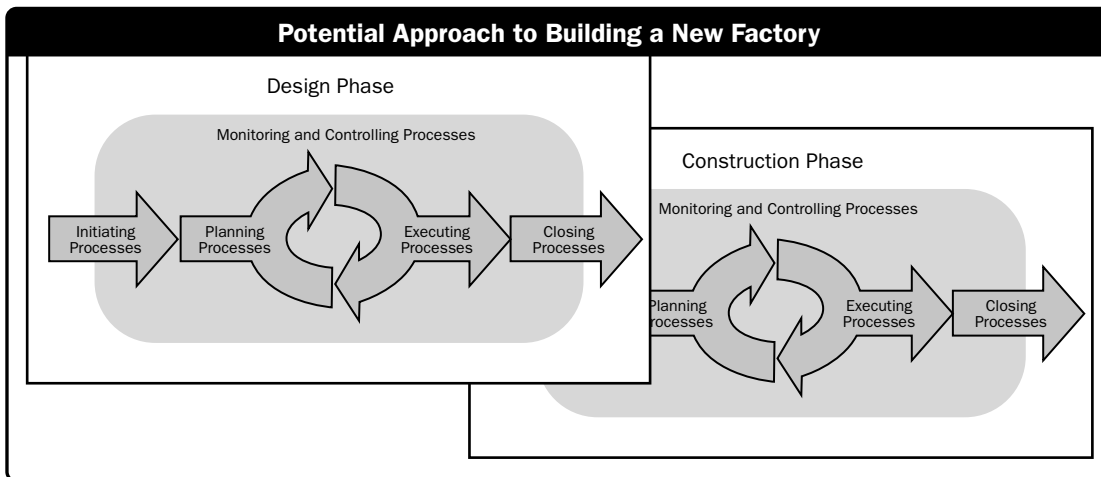 Potential Approach to Building a New Factory
Design Phase
Monitoring and Controlling Processes
Initiating
Processes
Planning
Processes
Executing
Processes
Closing
Processes
Construction Phase
Monitoring and Controlling Processes
Planning
Processes
Executing
Processes
Closing
Processes